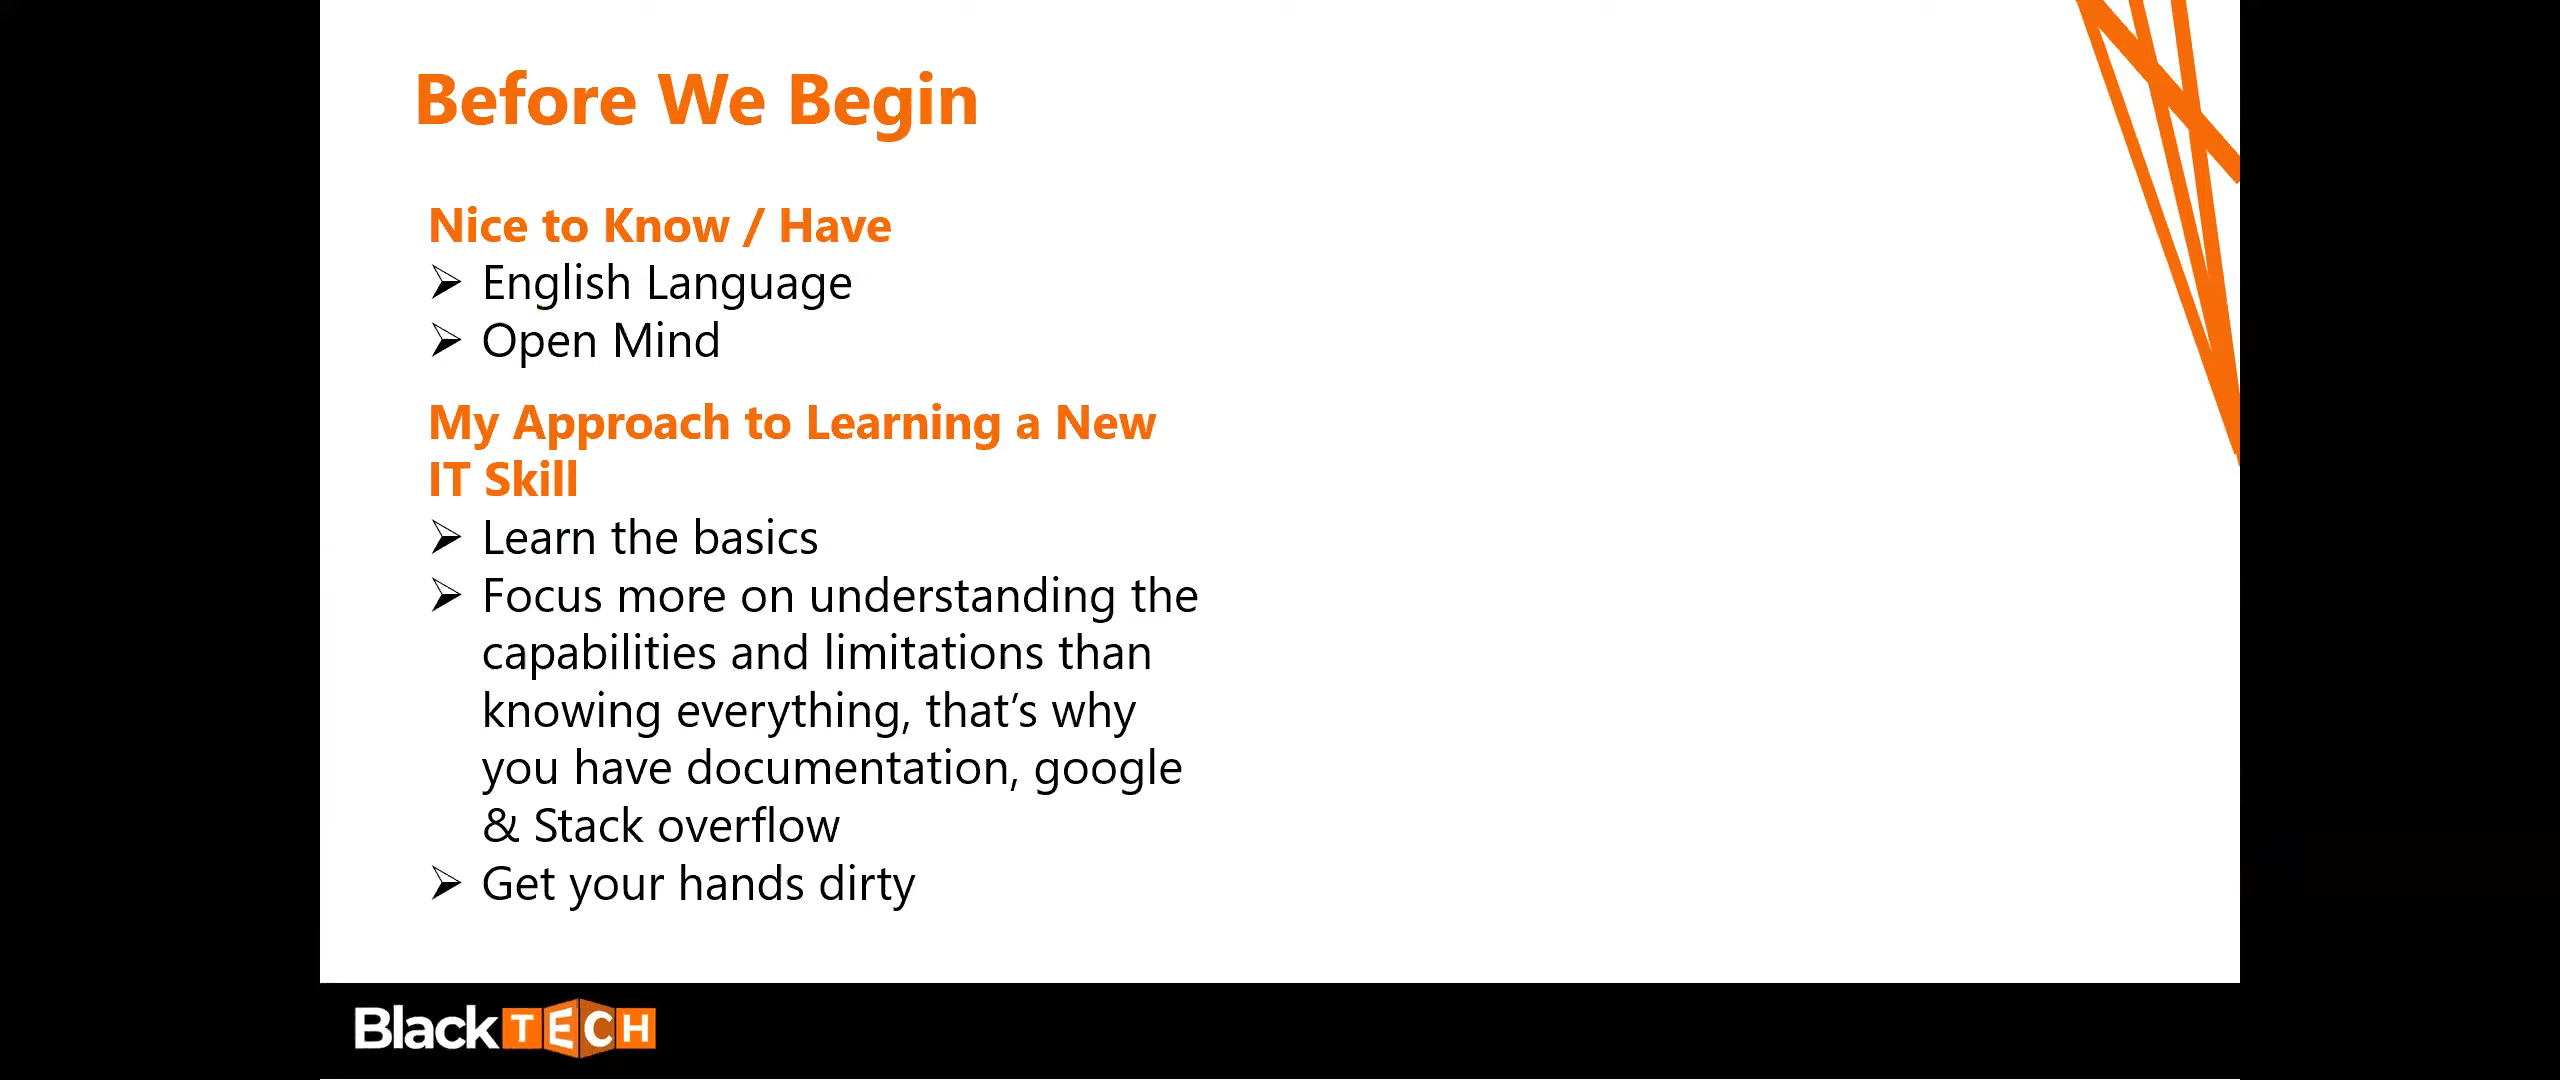 Before We Begin
Nice to Know / Have
➢ English Language
➢ Open Mind
My Approach to Learning a New
IT Skill
➢ Learn the basics
➢ Focus more on understanding the
capabilities and limitations than
knowing everything, that’s why
you have documentation, google
& Stack overflow
➢ Get your hands dirty
BlackTECH